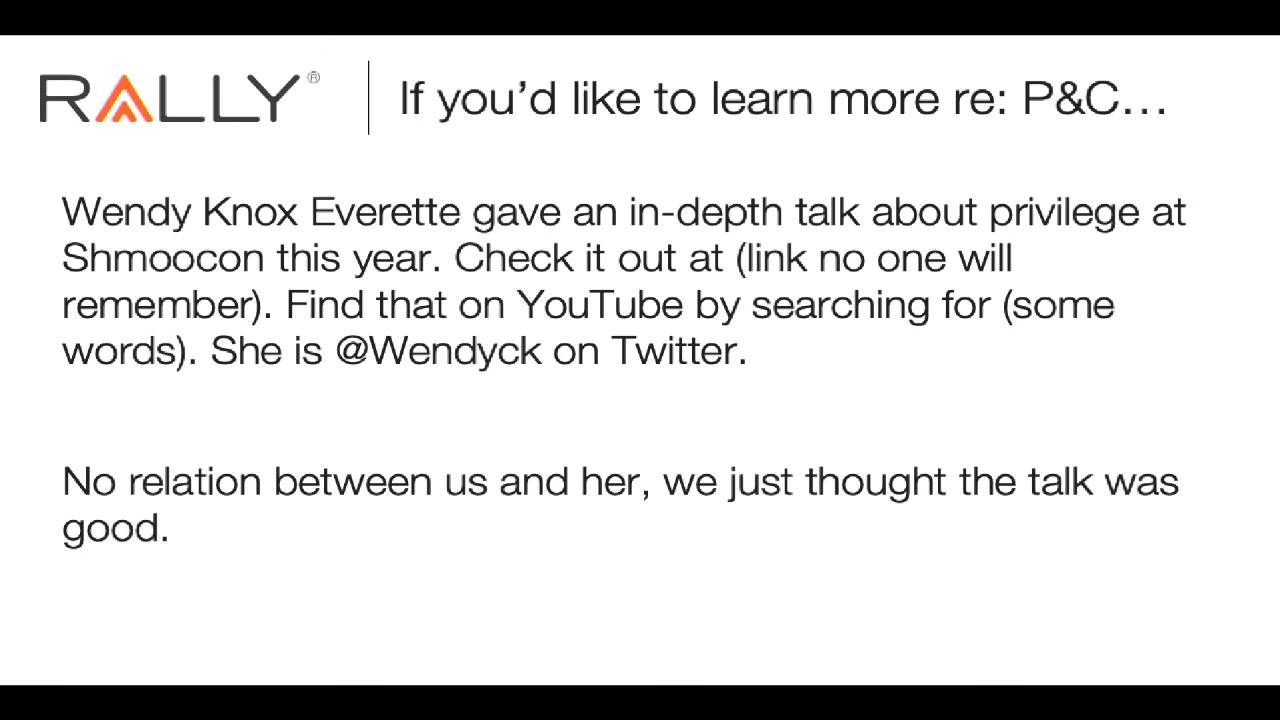 RALLY®
If you'd like to learn more re: P&C...
Wendy Knox Everette gave an in-depth talk about privilege at
Shmoocon this year. Check it out at (link no one will
remember). Find that on YouTube by searching for (some
words). She is @Wendyck on Twitter.
No relation between us and her, we just thought the talk was
good.